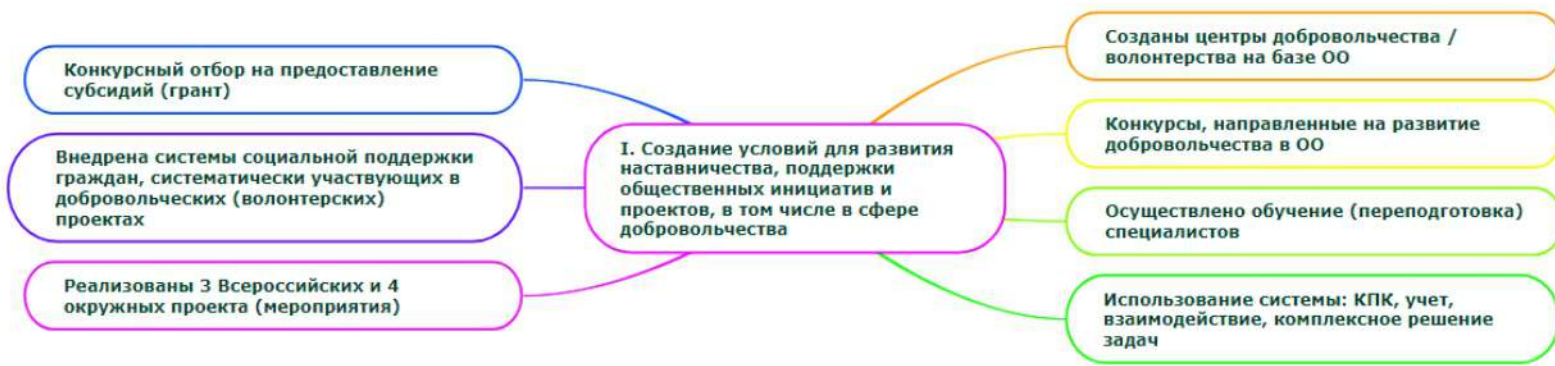 Конкурсный отбор на предоставление
субсидий (грант)
Внедрена системы социальной поддержки
граждан, систематически участвующих в
добровольческих (волонтерских)
проектах
Реализованы 3 Всероссийских и 4
окружных проекта (мероприятия)
I. Создание условий для развития
наставничества, поддержки
общественных инициатив и
проектов, в том числе в сфере
добровольчества
Созданы центры добровольчества /
волонтерства на базе ОО
Конкурсы, направленные на развитие
добровольчества в ОО
Осуществлено обучение (переподготовка)
специалистов
Использование системы: КПК, учет,
взаимодействие, комплексное решение
задач